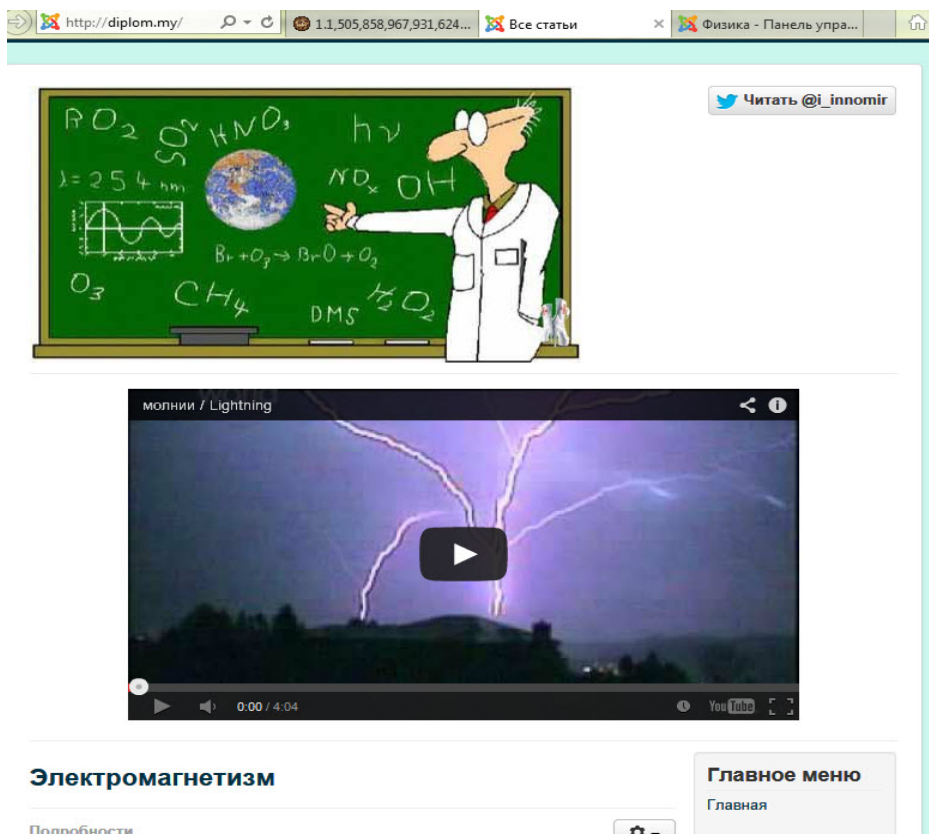 http://diplom.my/
1.1,505,858,967,931,624...
Все статьи
Физика - Панель упра...
Читать @i_innomir
BO2
SO2
HNO3
hν
λ=254 nm
NOx
OH
Br+O3→BrO+O2
O3
CH4
DMS
H2O2
молнии / Lightning
0:00 / 4:04
YouTube
Электромагнетизм
Главное меню
Главная
Подробности